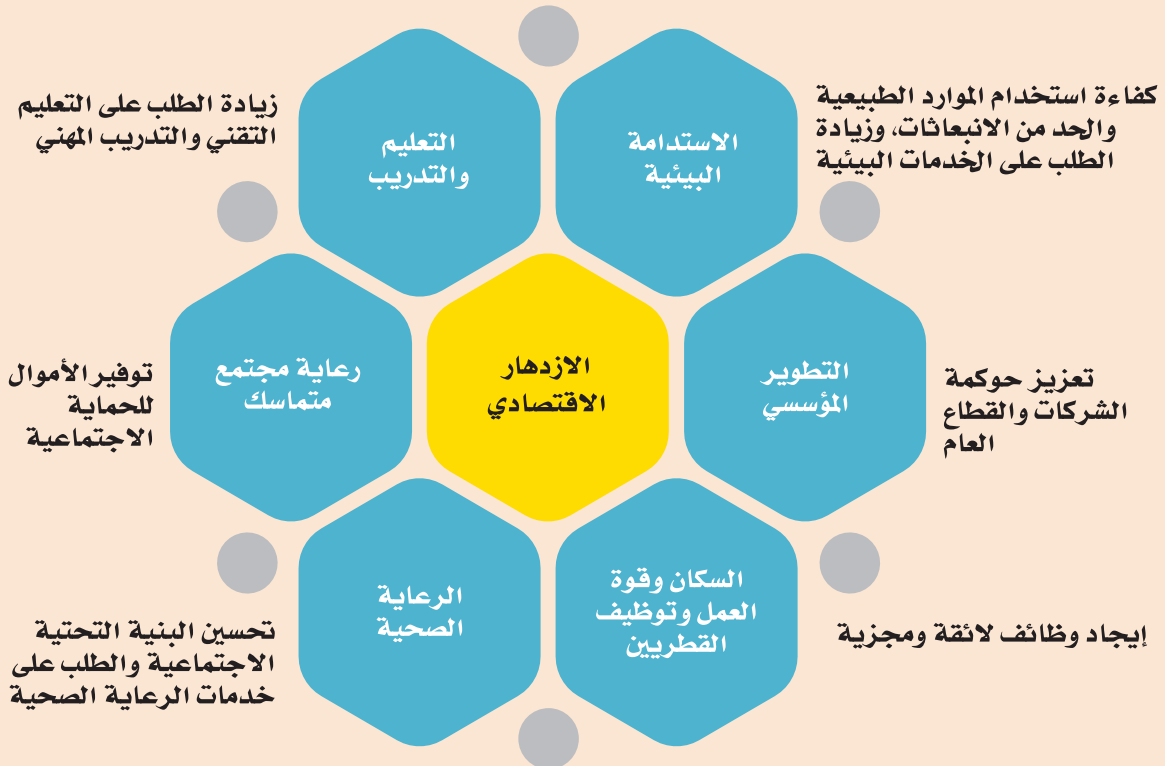 كفاءة استخدام الموارد الطبيعية
والحد من الانبعاثات، وزيادة
الطلب على الخدمات البيئية
الاستدامة
البيئية
التعليم
والتدريب
زيادة الطلب على التعليم
التقني والتدريب المهني
تعزيز حوكمة
الشركات والقطاع
العام
التطوير
المؤسسي
الازدهار
الاقتصادي
رعاية مجتمع
متماسك
توفير الأموال
للحماية
الاجتماعية
إيجاد وظائف لائقة ومجزية
السكان وقوة
العمل وتوظيف
القطريين
الرعاية
الصحية
تحسين البنية التحتية
الاجتماعية والطلب على
خدمات الرعاية الصحية